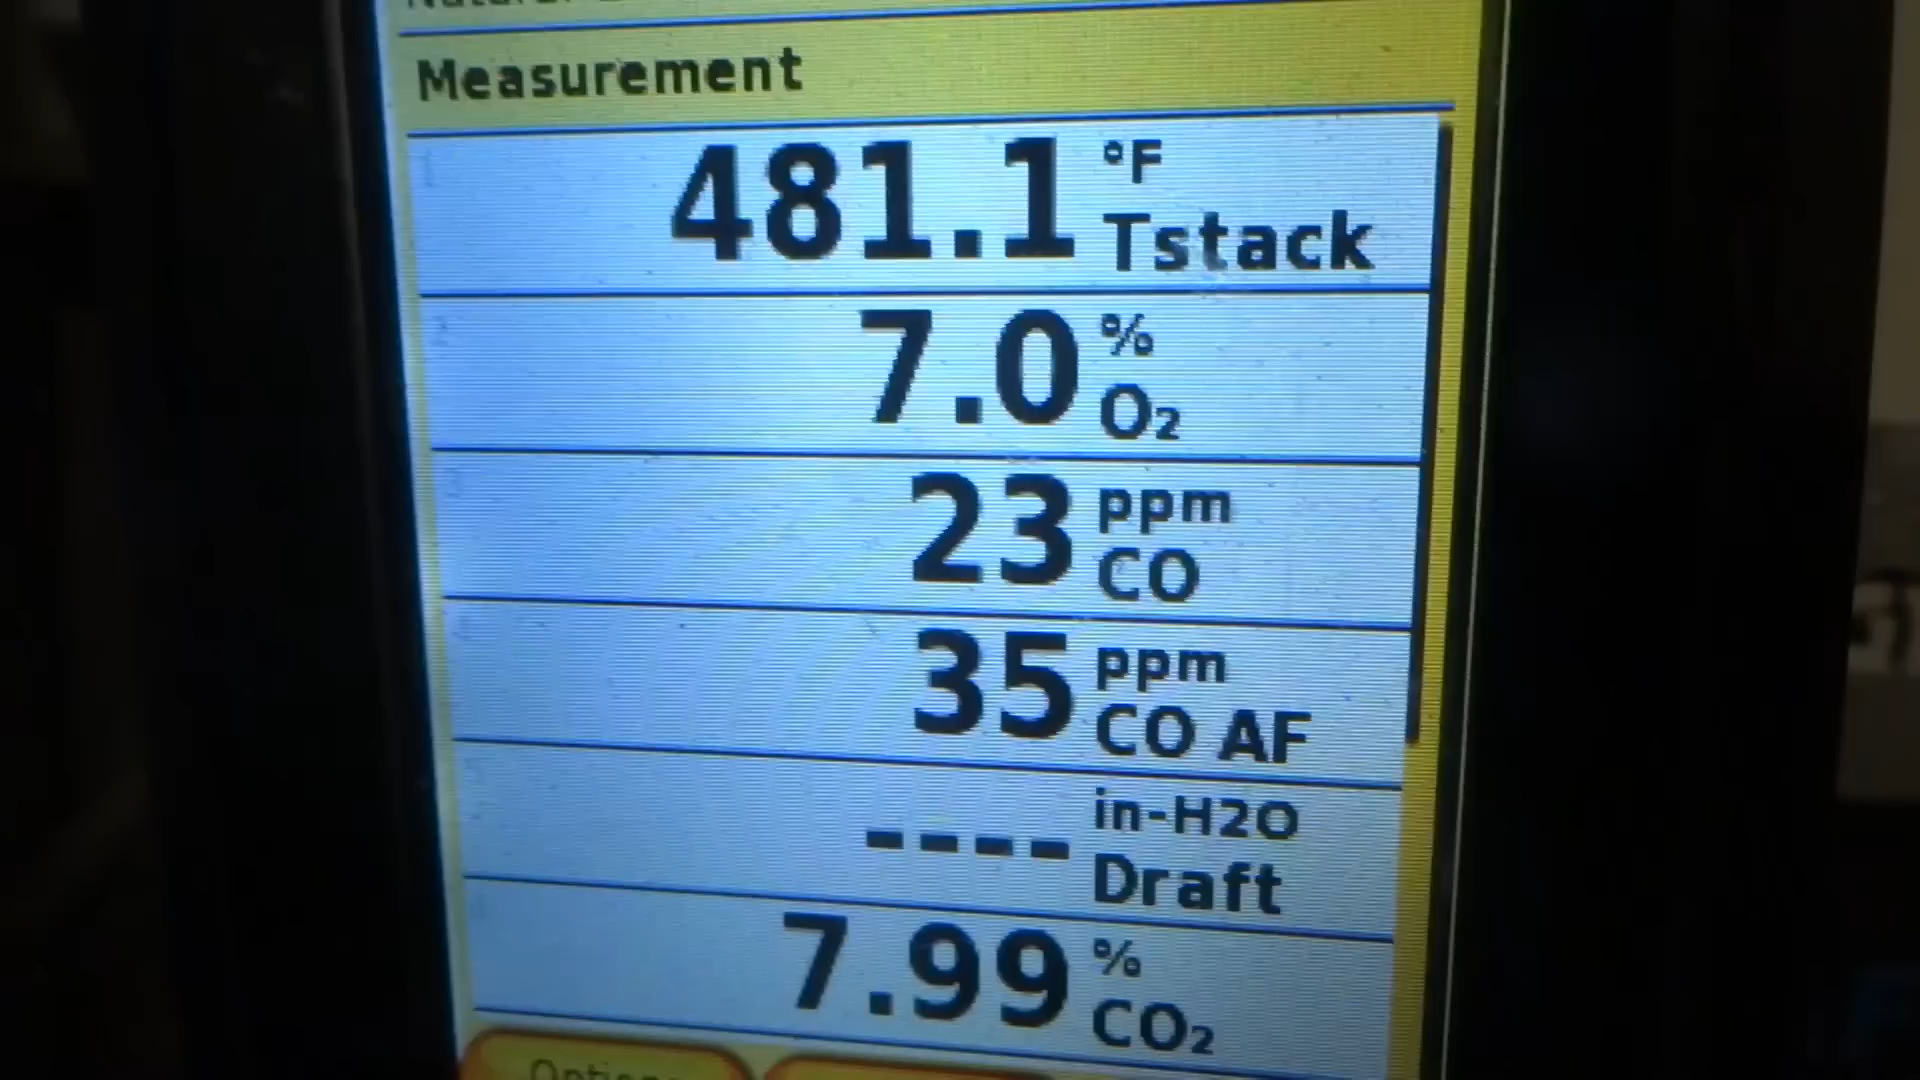 Measurement
481.1 °F Tstack
7.0 % O₂
23 ppm CO
35 ppm CO AF
---- in-H2O Draft
7.99 % CO₂